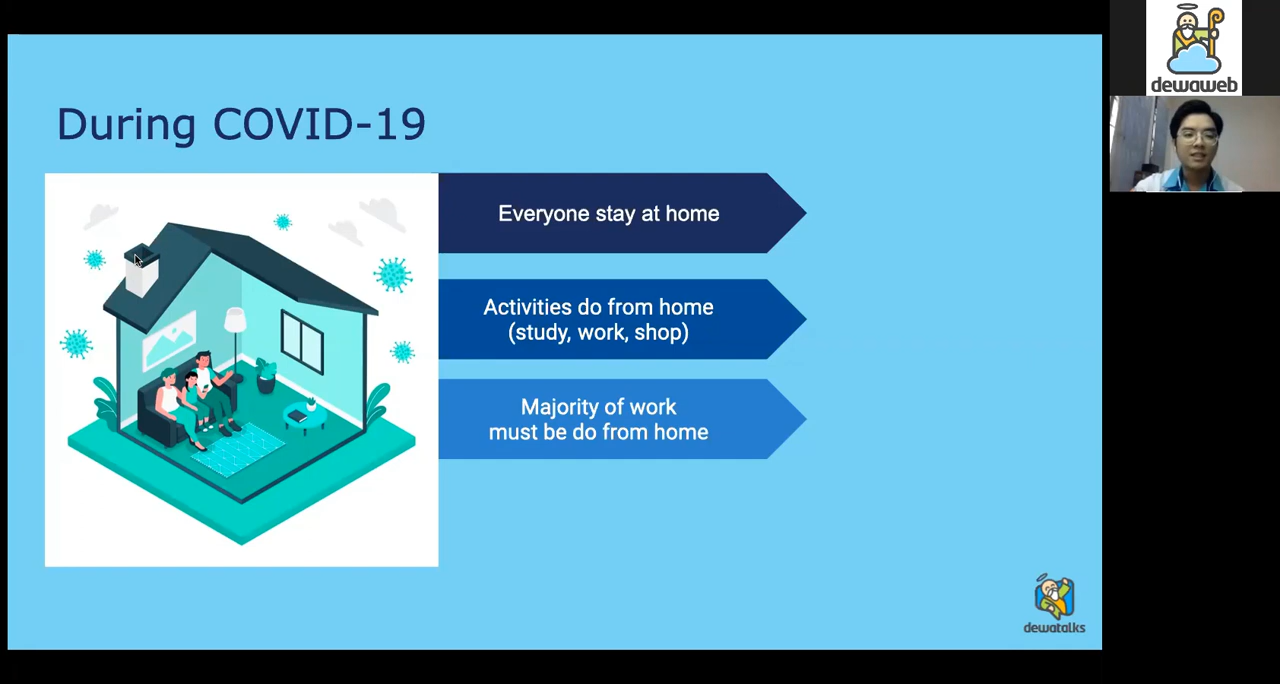 During COVID-19
Everyone stay at home
Activities do from home
(study, work, shop)
Majority of work
must be do from home
dewatalks
dewaweb